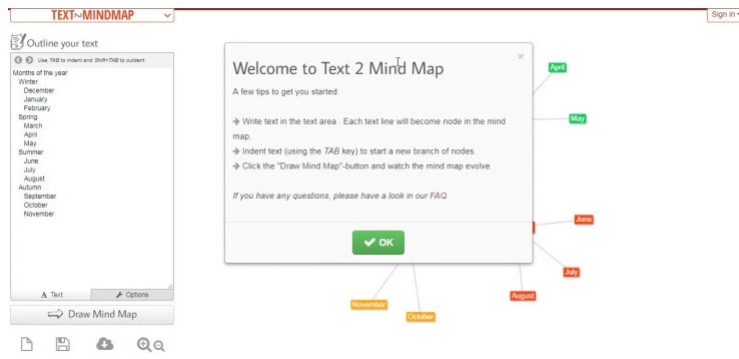 TEXT2MINDMAP
Sign in
Outline your text
Use TAB to indent and Shift+TAB to outdent
Months of the year
Winter
December
January
February
Spring
March
April
May
Summer
June
July
August
Autumn
September
October
November
A Text
Options
Draw Mind Map
Welcome to Text 2 Mind Map
×
A few tips to get you started:
→ Write text in the text area . Each text line will become node in the mind
map.
→ Indent text (using the TAB key) to start a new branch of nodes.
→ Click the "Draw Mind Map"-button and watch the mind map evolve.
If you have any questions, please have a look in our FAQ
OK
April
May
June
July
August
November
October